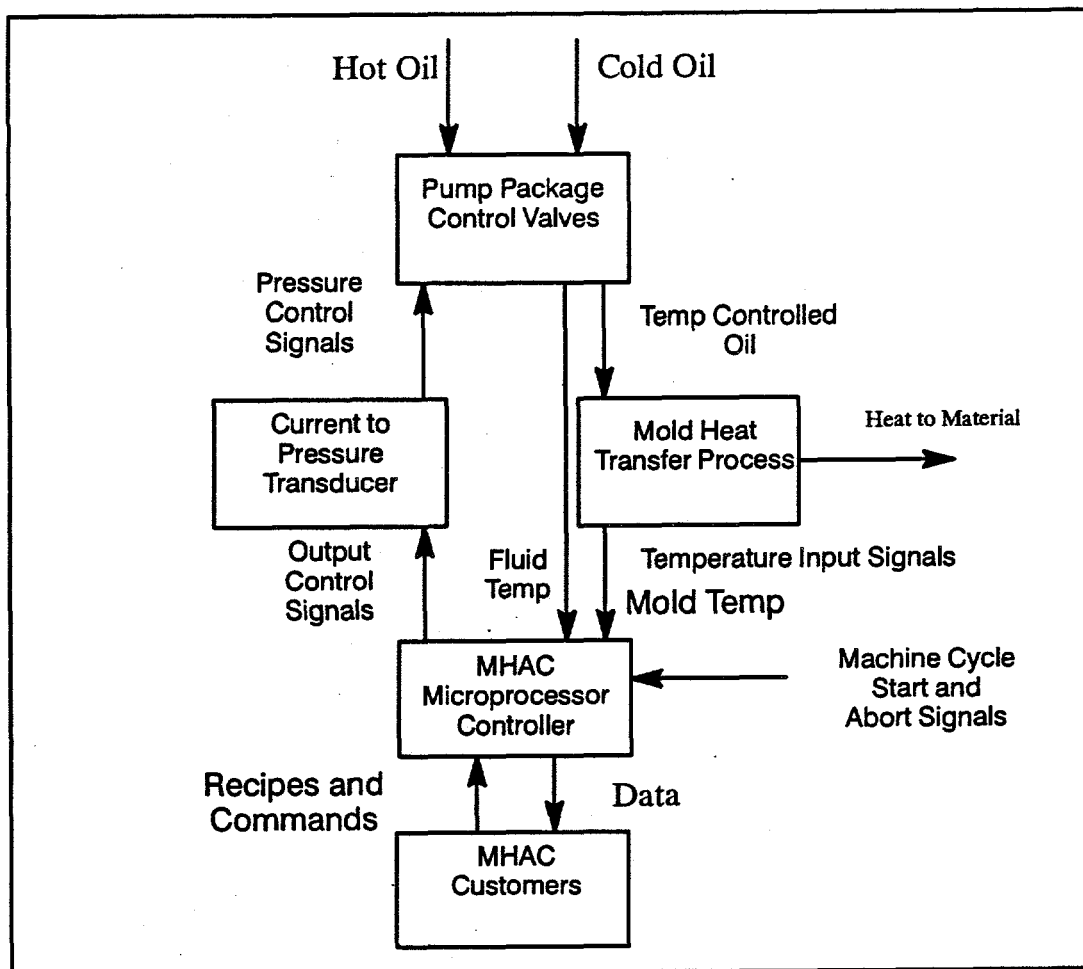 Hot Oil
Cold Oil
Pump Package
Control Valves
Pressure
Control
Signals
Temp Controlled
Oil
Current to
Pressure
Transducer
Mold Heat
Transfer Process
Heat to Material
Output
Control
Signals
Fluid
Temp
Temperature Input Signals
Mold Temp
MHAC
Microprocessor
Controller
Machine Cycle
Start and
Abort Signals
Recipes and
Commands
Data
MHAC
Customers